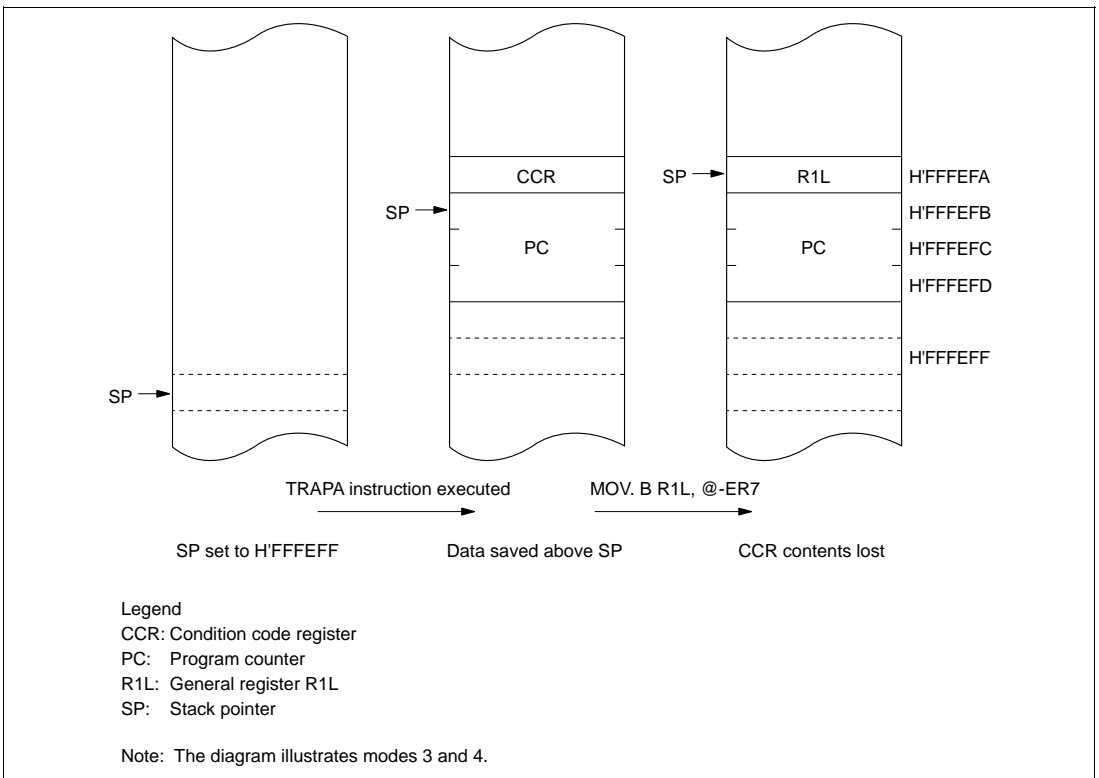 CCR
SP
R1L
H'FFFEFA
SP
H'FFFEFB
PC
PC
H'FFFEFC
H'FFFEFD
H'FFFEFF
SP
TRAPA instruction executed
MOV. B R1L, @-ER7
SP set to H'FFFEFF
Data saved above SP
CCR contents lost
Legend
CCR: Condition code register
PC: Program counter
R1L: General register R1L
SP: Stack pointer
Note: The diagram illustrates modes 3 and 4.